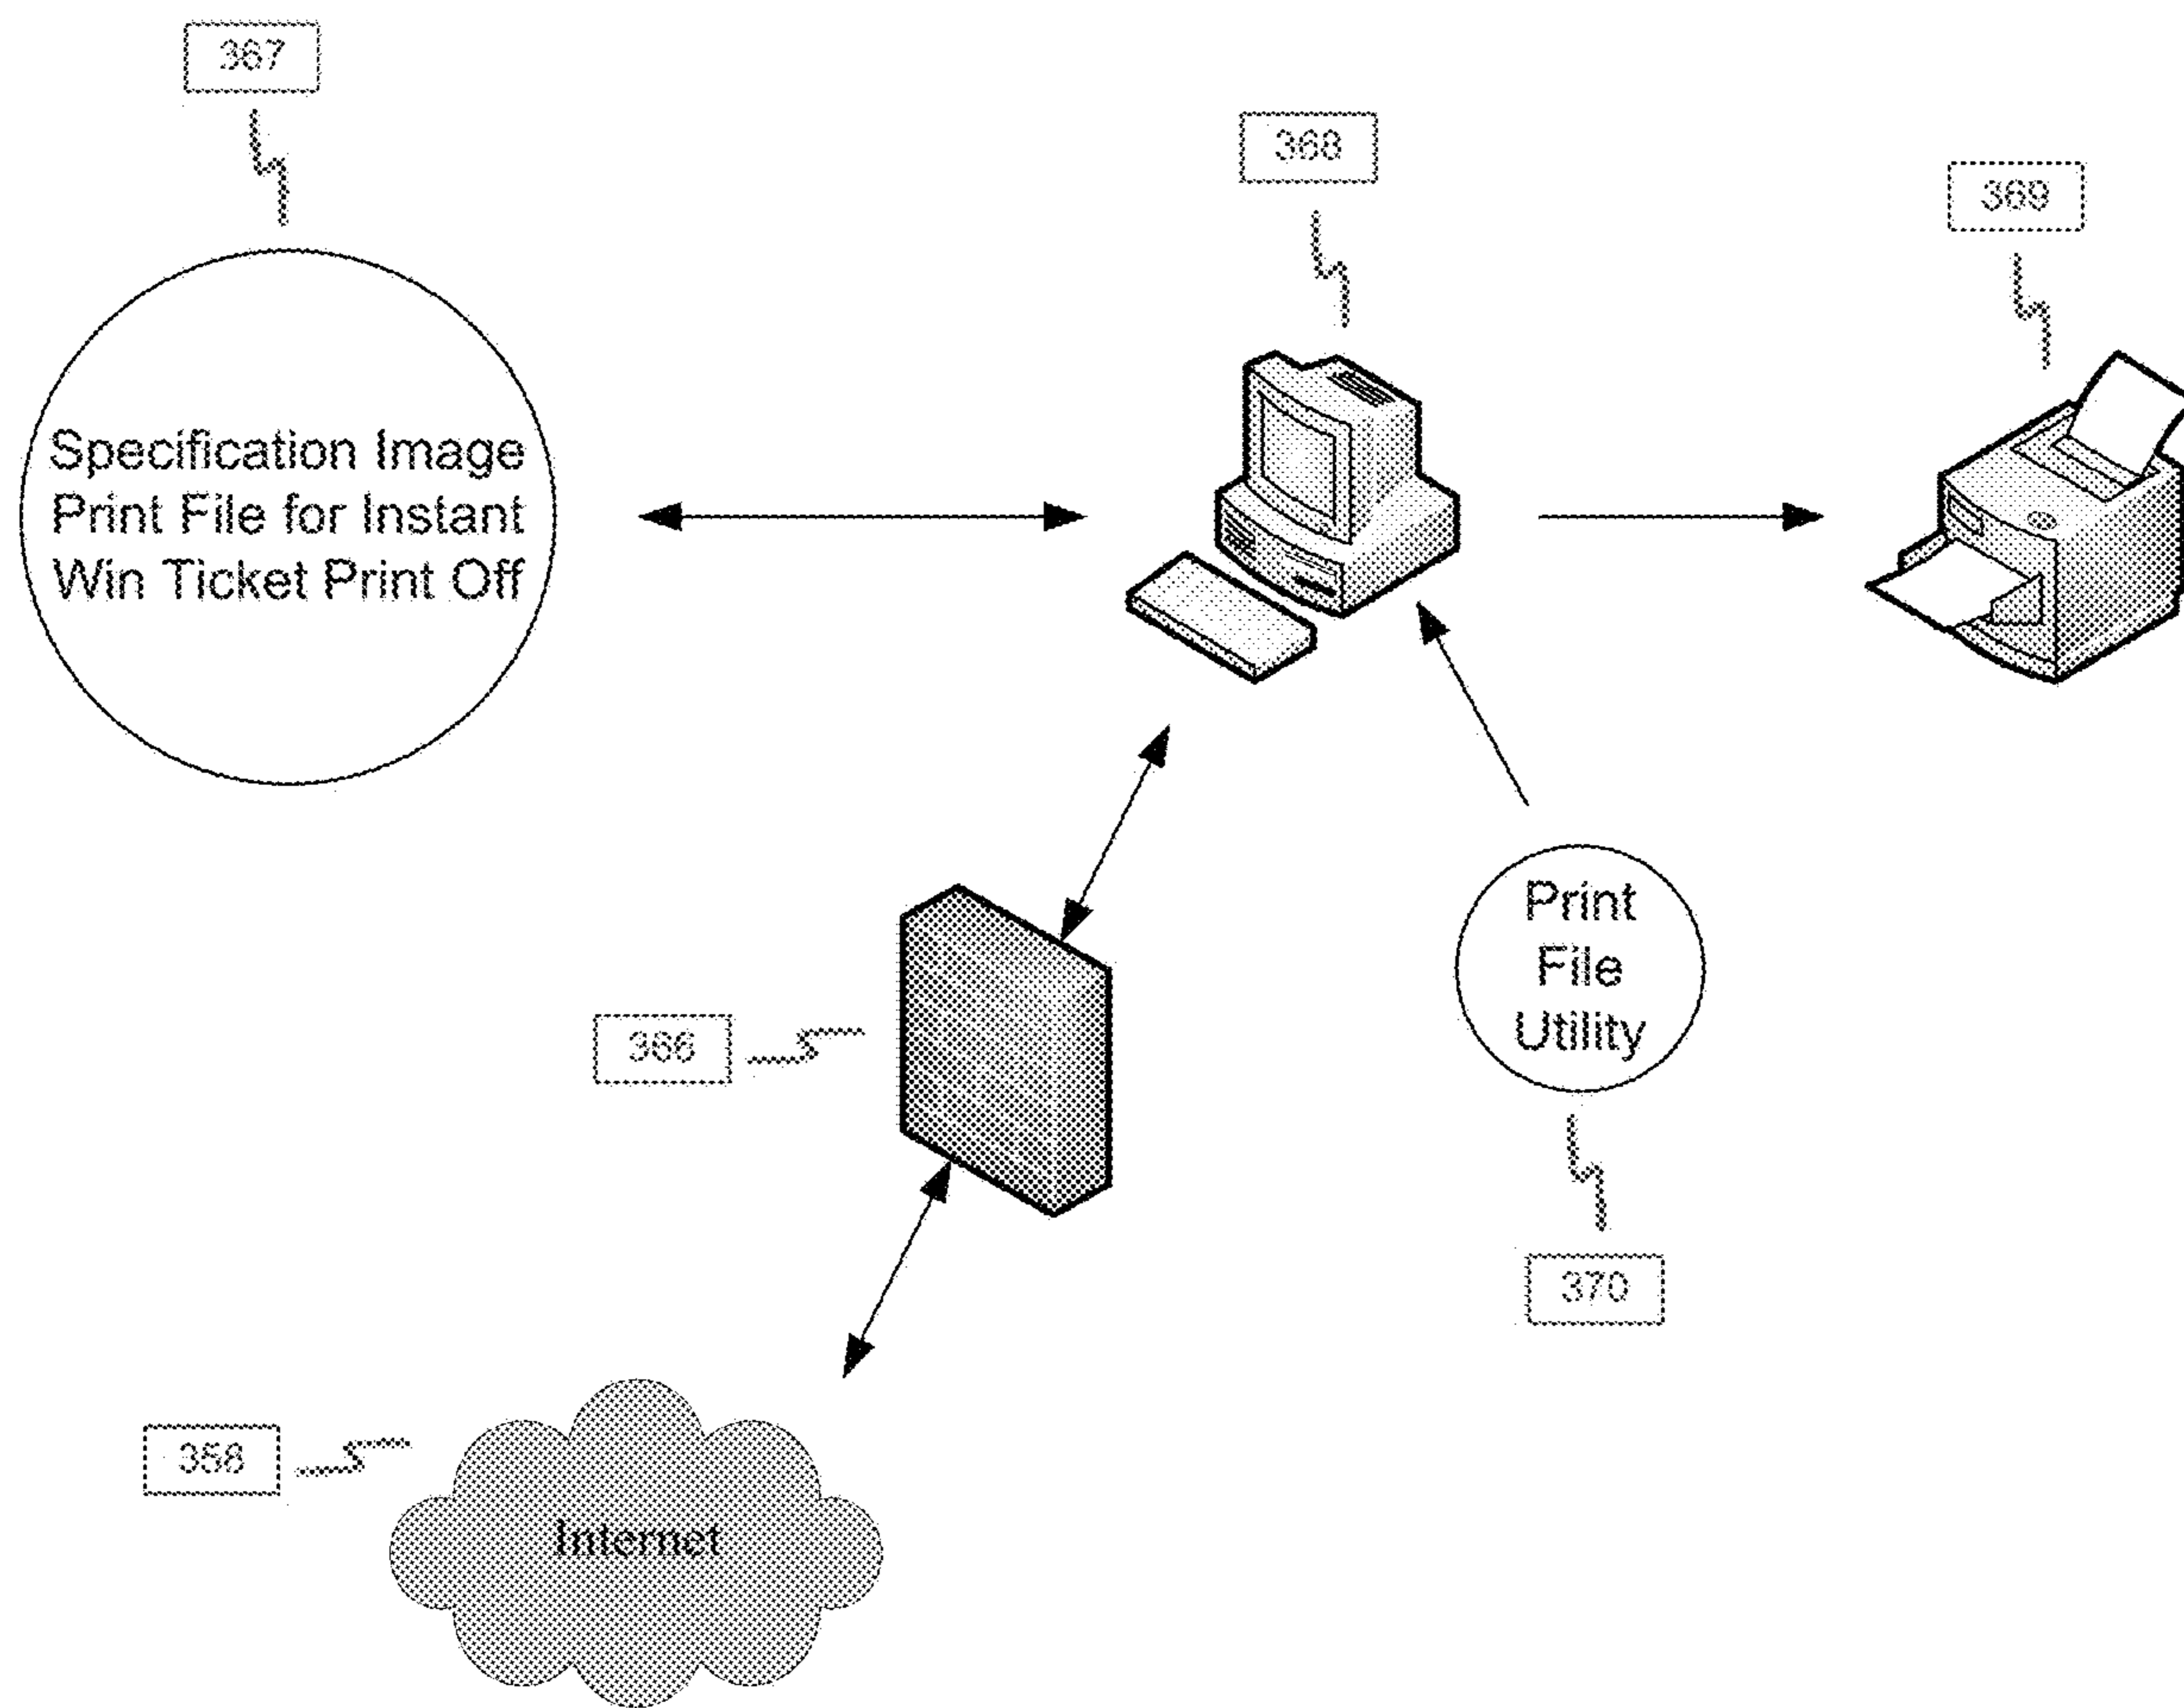 367
368
369
Specification Image
Print File for Instant
Win Ticket Print Off
Print
File
Utility
366
370
358
Internet